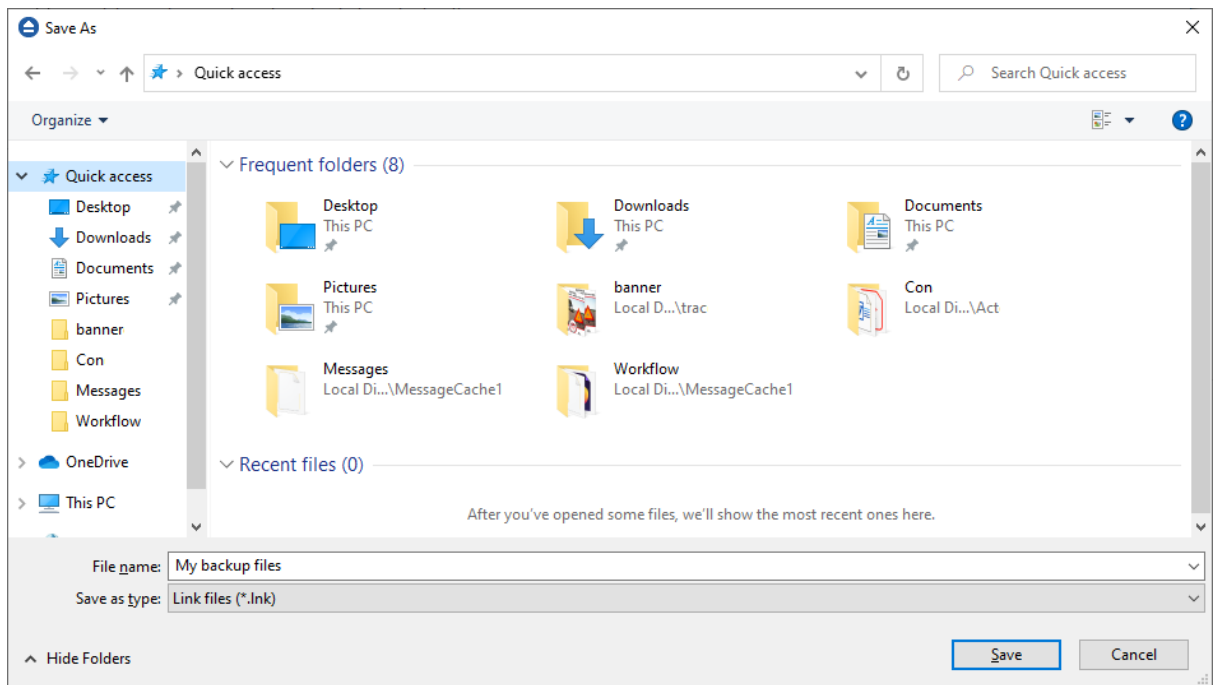 Save As
Quick access
Search Quick access
Organize
Quick access
Desktop
Downloads
Documents
Pictures
banner
Con
Messages
Workflow
OneDrive
This PC
Frequent folders (8)
Desktop
This PC
Downloads
This PC
Documents
This PC
Pictures
This PC
banner
Local D...\trac
Con
Local Di...\Act
Messages
Local Di...\MessageCache1
Workflow
Local Di...\MessageCache1
Recent files (0)
After you've opened some files, we'll show the most recent ones here.
File name: My backup files
Save as type: Link files (*.lnk)
Hide Folders
Save
Cancel